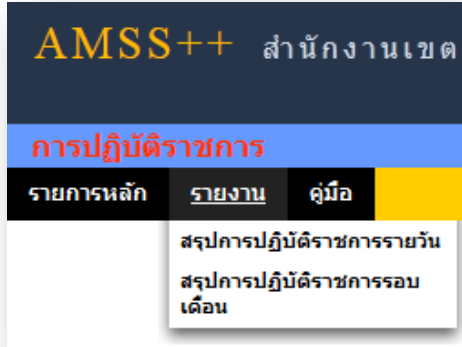 AMSS++ สำนักงานเขต
การปฏิบัติราชการ
รายการหลัก รายงาน คู่มือ
สรุปการปฏิบัติราชการรายวัน
สรุปการปฏิบัติราชการรอบ
เดือน